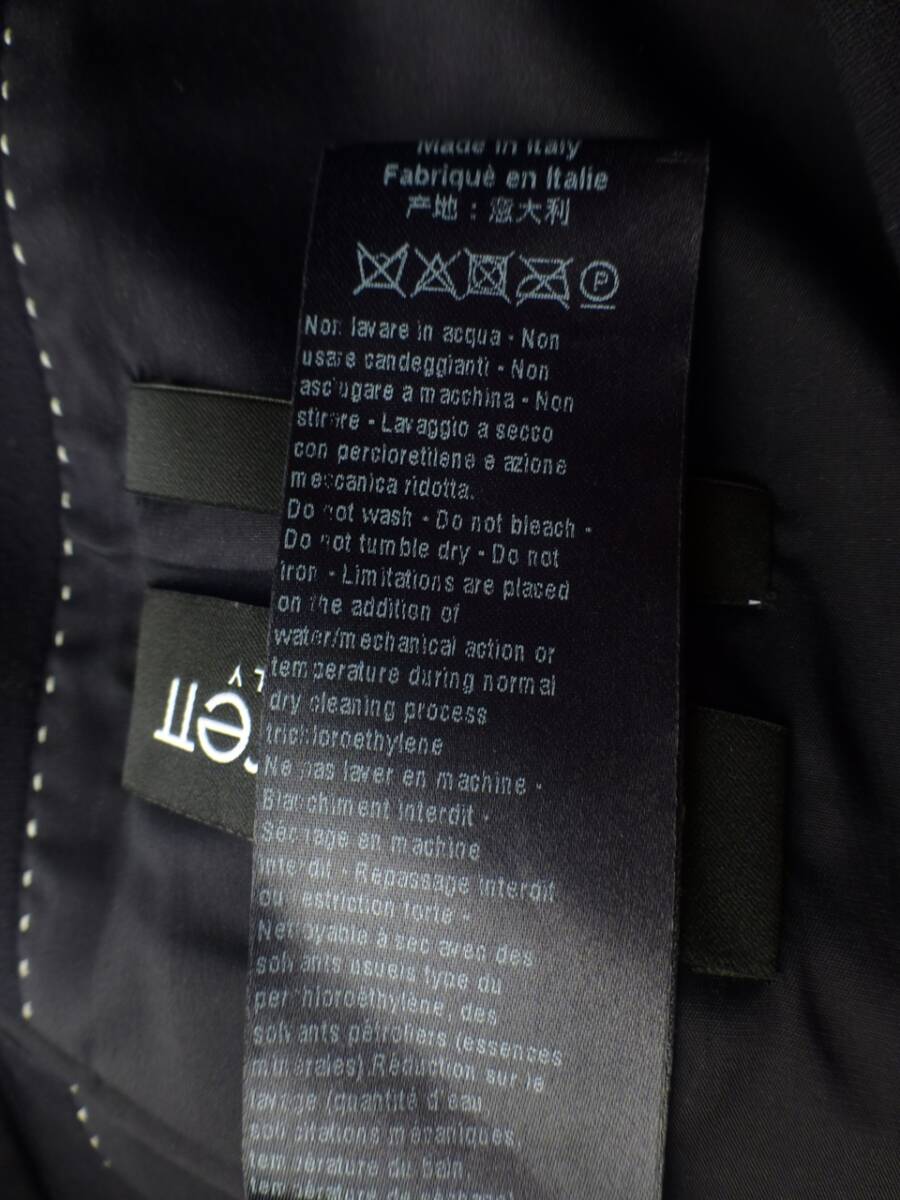 Made in Italy
Fabriquè en Italie
产地：意大利
P
Non lavare in acqua - Non
usare candeggianti - Non
asciugare a macchina - Non
stirare - Lavaggio a secco
con percloretilene e azione
meccanica ridotta.
Do not wash - Do not bleach -
Do not tumble dry - Do not
iron - Limitations are placed
on the addition of
water/mechanical action or
temperature during normal
dry cleaning process
trichloroethylene
Ne pas laver en machine -
Blanchiment interdit -
Sechage en machine
interdit - Repassage interdit
ou restriction forte -
Nettoyable à sec avec des
solvants usuels type du
perchloroéthylène, des
solvants pétroliers (essences
minérales).Réduction sur le
lavage (quantité d'eau
mécaniques,
température du bain,
température du séchage)